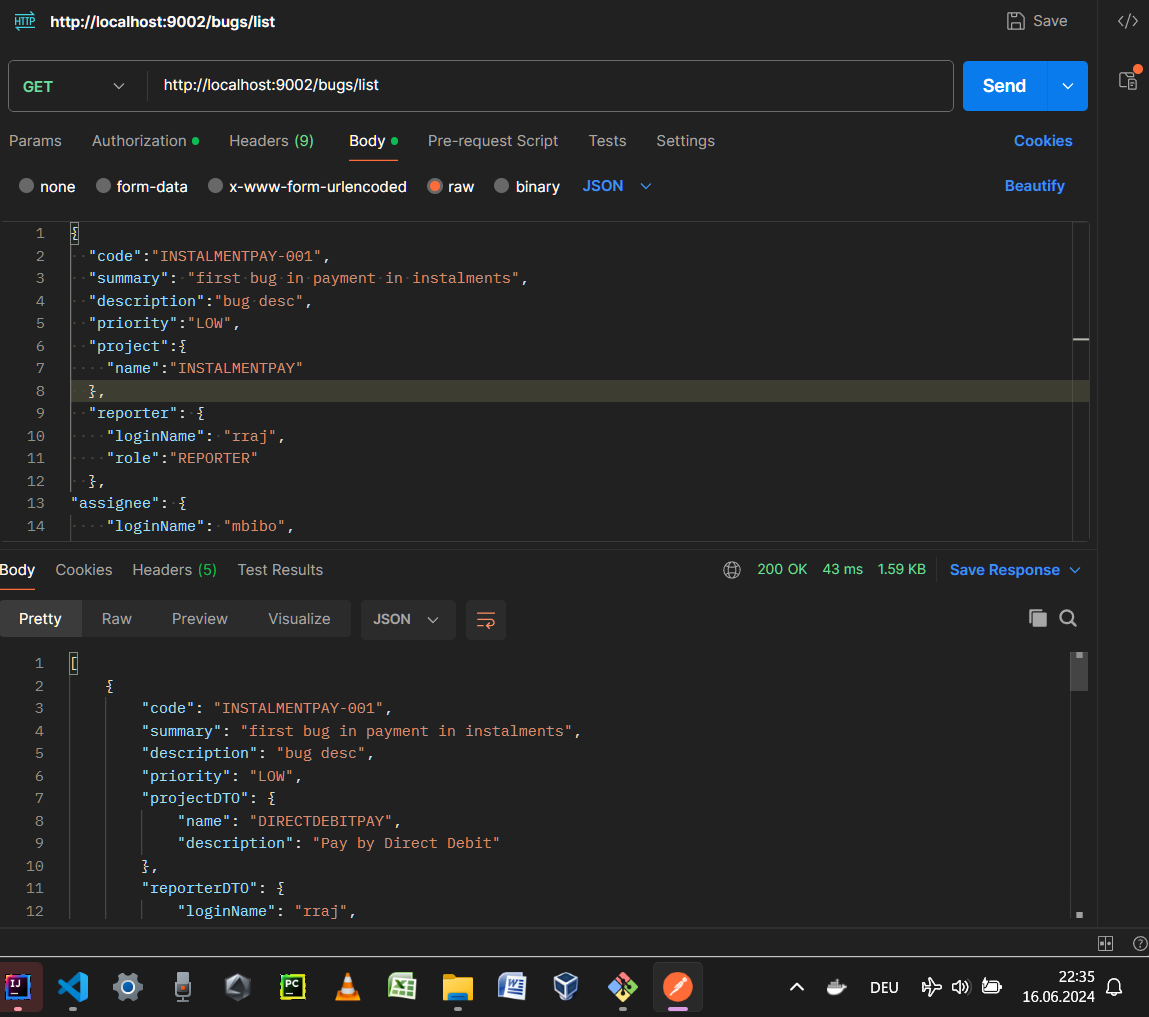 HTTP http://localhost:9002/bugs/list Save </>
GET http://localhost:9002/bugs/list Send
Params Authorization Headers (9) Body Pre-request Script Tests Settings Cookies
none form-data x-www-form-urlencoded raw binary JSON Beautify
1 {
2 "code":"INSTALMENTPAY-001",
3 "summary": "first bug in payment in instalments",
4 "description":"bug desc",
5 "priority":"LOW",
6 "project":{
7 "name":"INSTALMENTPAY"
8 },
9 "reporter": {
10 "loginName": "rraj",
11 "role":"REPORTER"
12 },
13 "assignee": {
14 "loginName": "mbibo",
Body Cookies Headers (5) Test Results 200 OK 43 ms 1.59 KB Save Response
Pretty Raw Preview Visualize JSON
1 [
2 {
3 "code": "INSTALMENTPAY-001",
4 "summary": "first bug in payment in instalments",
5 "description": "bug desc",
6 "priority": "LOW",
7 "projectDTO": {
8 "name": "DIRECTDEBITPAY",
9 "description": "Pay by Direct Debit"
10 },
11 "reporterDTO": {
12 "loginName": "rraj",
IJ PC DEU 22:35
16.06.2024